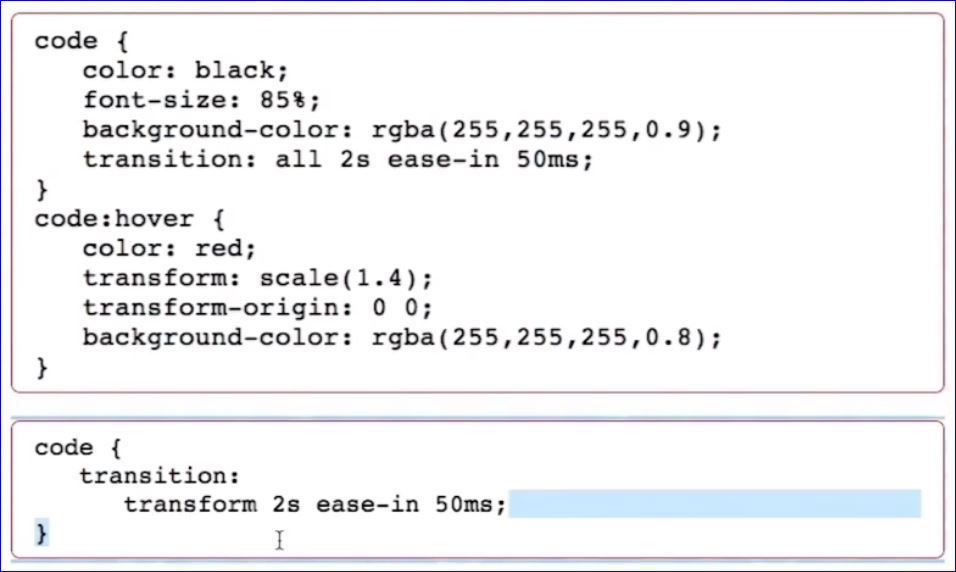 code {
color: black;
font-size: 85%;
background-color: rgba(255,255,255,0.9);
transition: all 2s ease-in 50ms;
}
code:hover {
color: red;
transform: scale(1.4);
transform-origin: 0 0;
background-color: rgba(255,255,255,0.8);
}
code {
transition:
transform 2s ease-in 50ms;
}